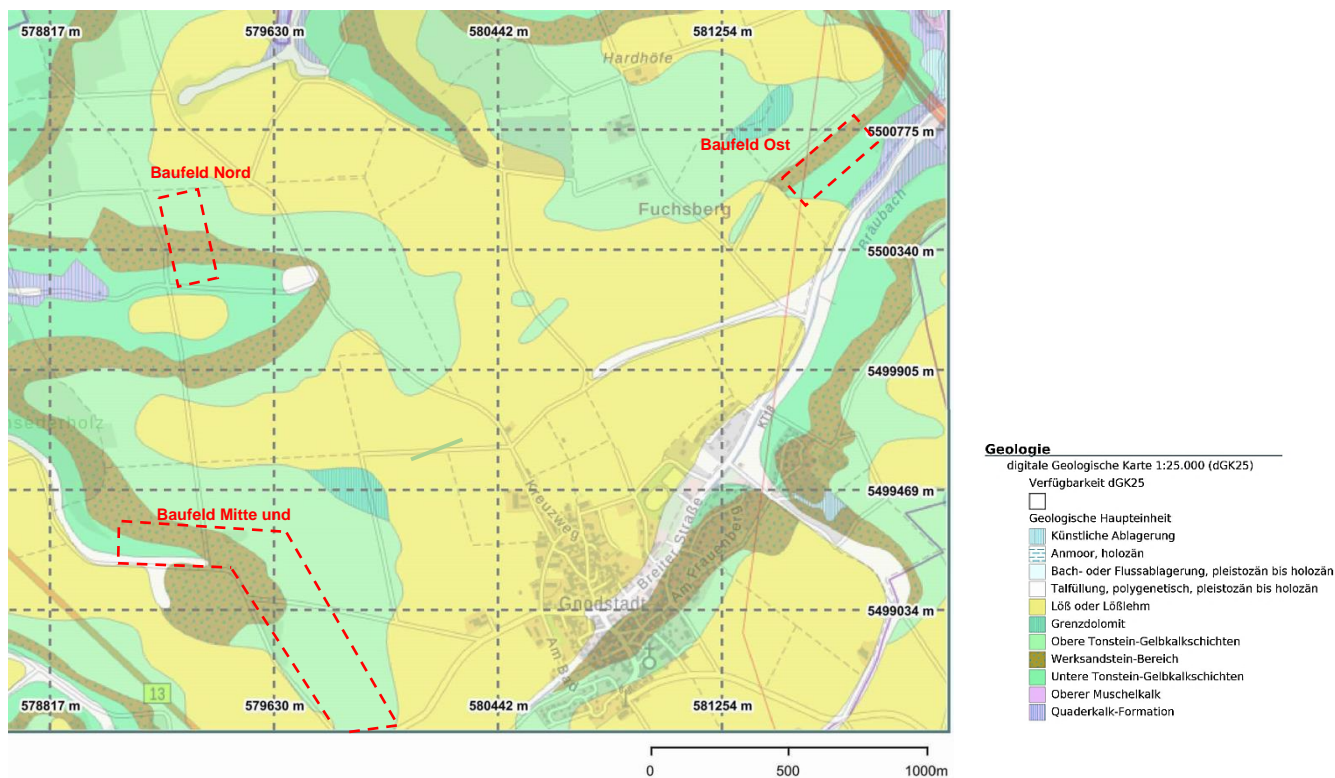 578817 m
579630 m
580442 m
581254 m
Hardhöfe
5500775 m
Baufeld Ost
Baufeld Nord
Fuchsberg
Bräubach
5500340 m
5499905 m
KT18
Kreuzweg
5499469 m
Baufeld Mitte und
Breiter Straße
Am Frauenberg
Gnodstadt
5499034 m
Am Bad
13
578817 m
579630 m
580442 m
581254 m
0
500
1000m
Geologie
digitale Geologische Karte 1:25.000 (dGK25)
Verfügbarkeit dGK25
Geologische Haupteinheit
Künstliche Ablagerung
Anmoor, holozän
Bach- oder Flussablagerung, pleistozän bis holozän
Talfüllung, polygenetisch, pleistozän bis holozän
Löß oder Lößlehm
Grenzdolomit
Obere Tonstein-Gelbkalkschichten
Werksandstein-Bereich
Untere Tonstein-Gelbkalkschichten
Oberer Muschelkalk
Quaderkalk-Formation